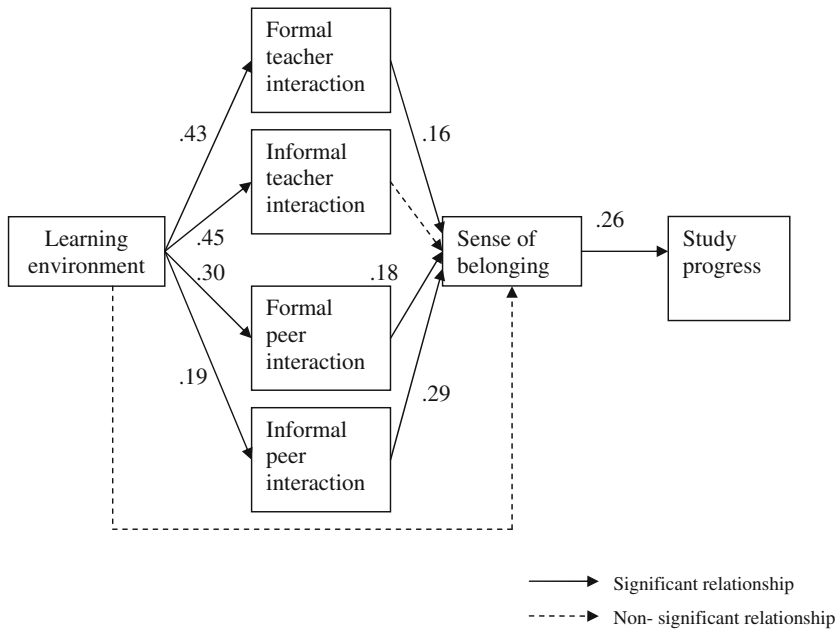 Formal
teacher
interaction
.43
.16
Informal
teacher
interaction
Learning
environment
.45
.30
.18
Sense of
belonging
.26
Study
progress
Formal
peer
interaction
.19
.29
Informal
peer
interaction
Significant relationship
Non- significant relationship